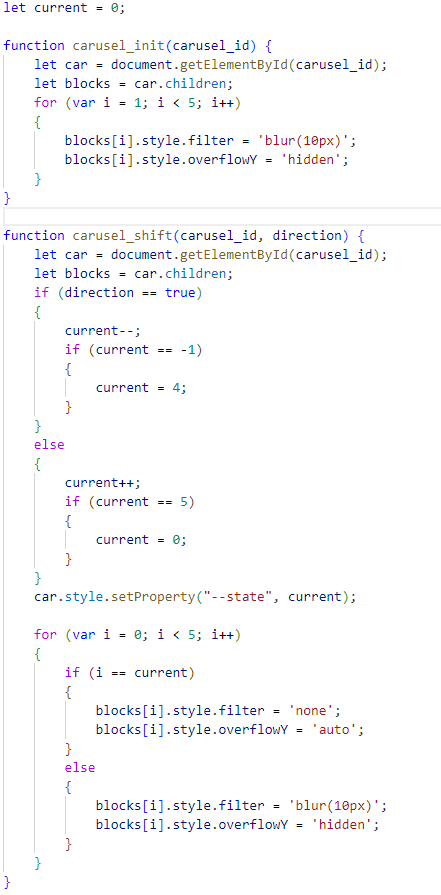 let current = 0;

function carusel_init(carusel_id) {
    let car = document.getElementById(carusel_id);
    let blocks = car.children;
    for (var i = 1; i < 5; i++)
    {
        blocks[i].style.filter = 'blur(10px)';
        blocks[i].style.overflowY = 'hidden';
    }
}

function carusel_shift(carusel_id, direction) {
    let car = document.getElementById(carusel_id);
    let blocks = car.children;
    if (direction == true)
    {
        current--;
        if (current == -1)
        {
            current = 4;
        }
    }
    else
    {
        current++;
        if (current == 5)
        {
            current = 0;
        }
    }
    car.style.setProperty("--state", current);

    for (var i = 0; i < 5; i++)
    {
        if (i == current)
        {
            blocks[i].style.filter = 'none';
            blocks[i].style.overflowY = 'auto';
        }
        else
        {
            blocks[i].style.filter = 'blur(10px)';
            blocks[i].style.overflowY = 'hidden';
        }
    }
}